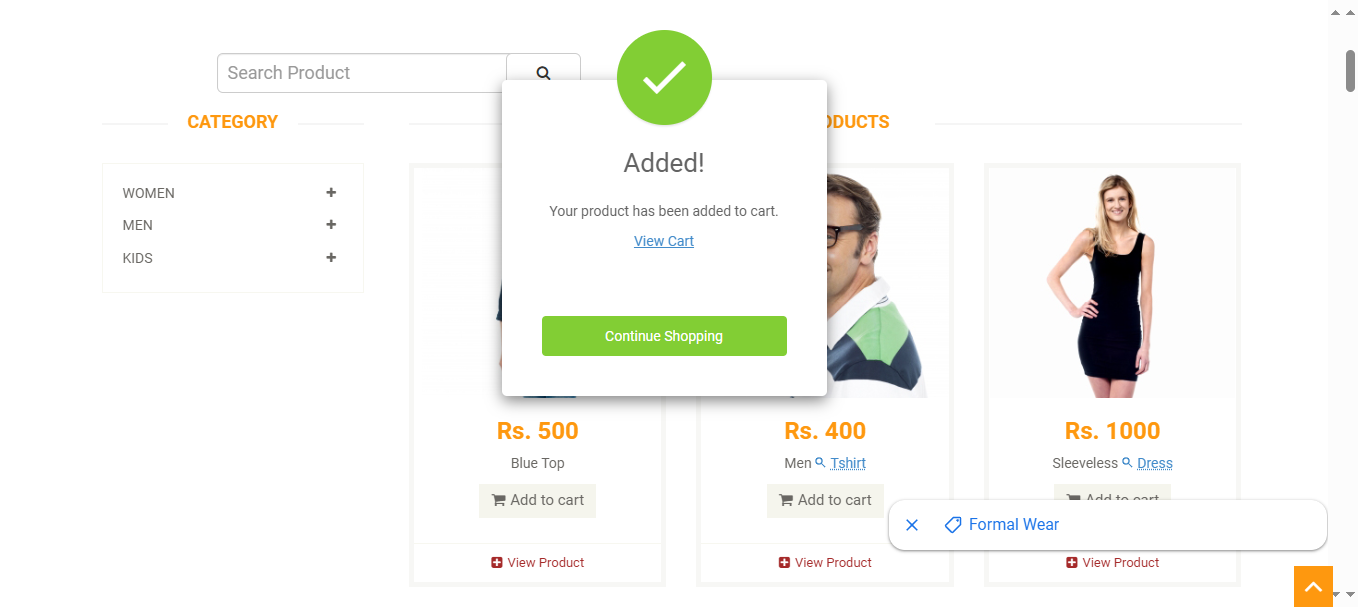 Search Product
CATEGORY
WOMEN
MEN
KIDS
Added!
Your product has been added to cart.
View Cart
Continue Shopping
Rs. 500
Blue Top
Add to cart
View Product
Rs. 400
Men Tshirt
Add to cart
View Product
Rs. 1000
Sleeveless Dress
Add to cart
View Product
Formal Wear